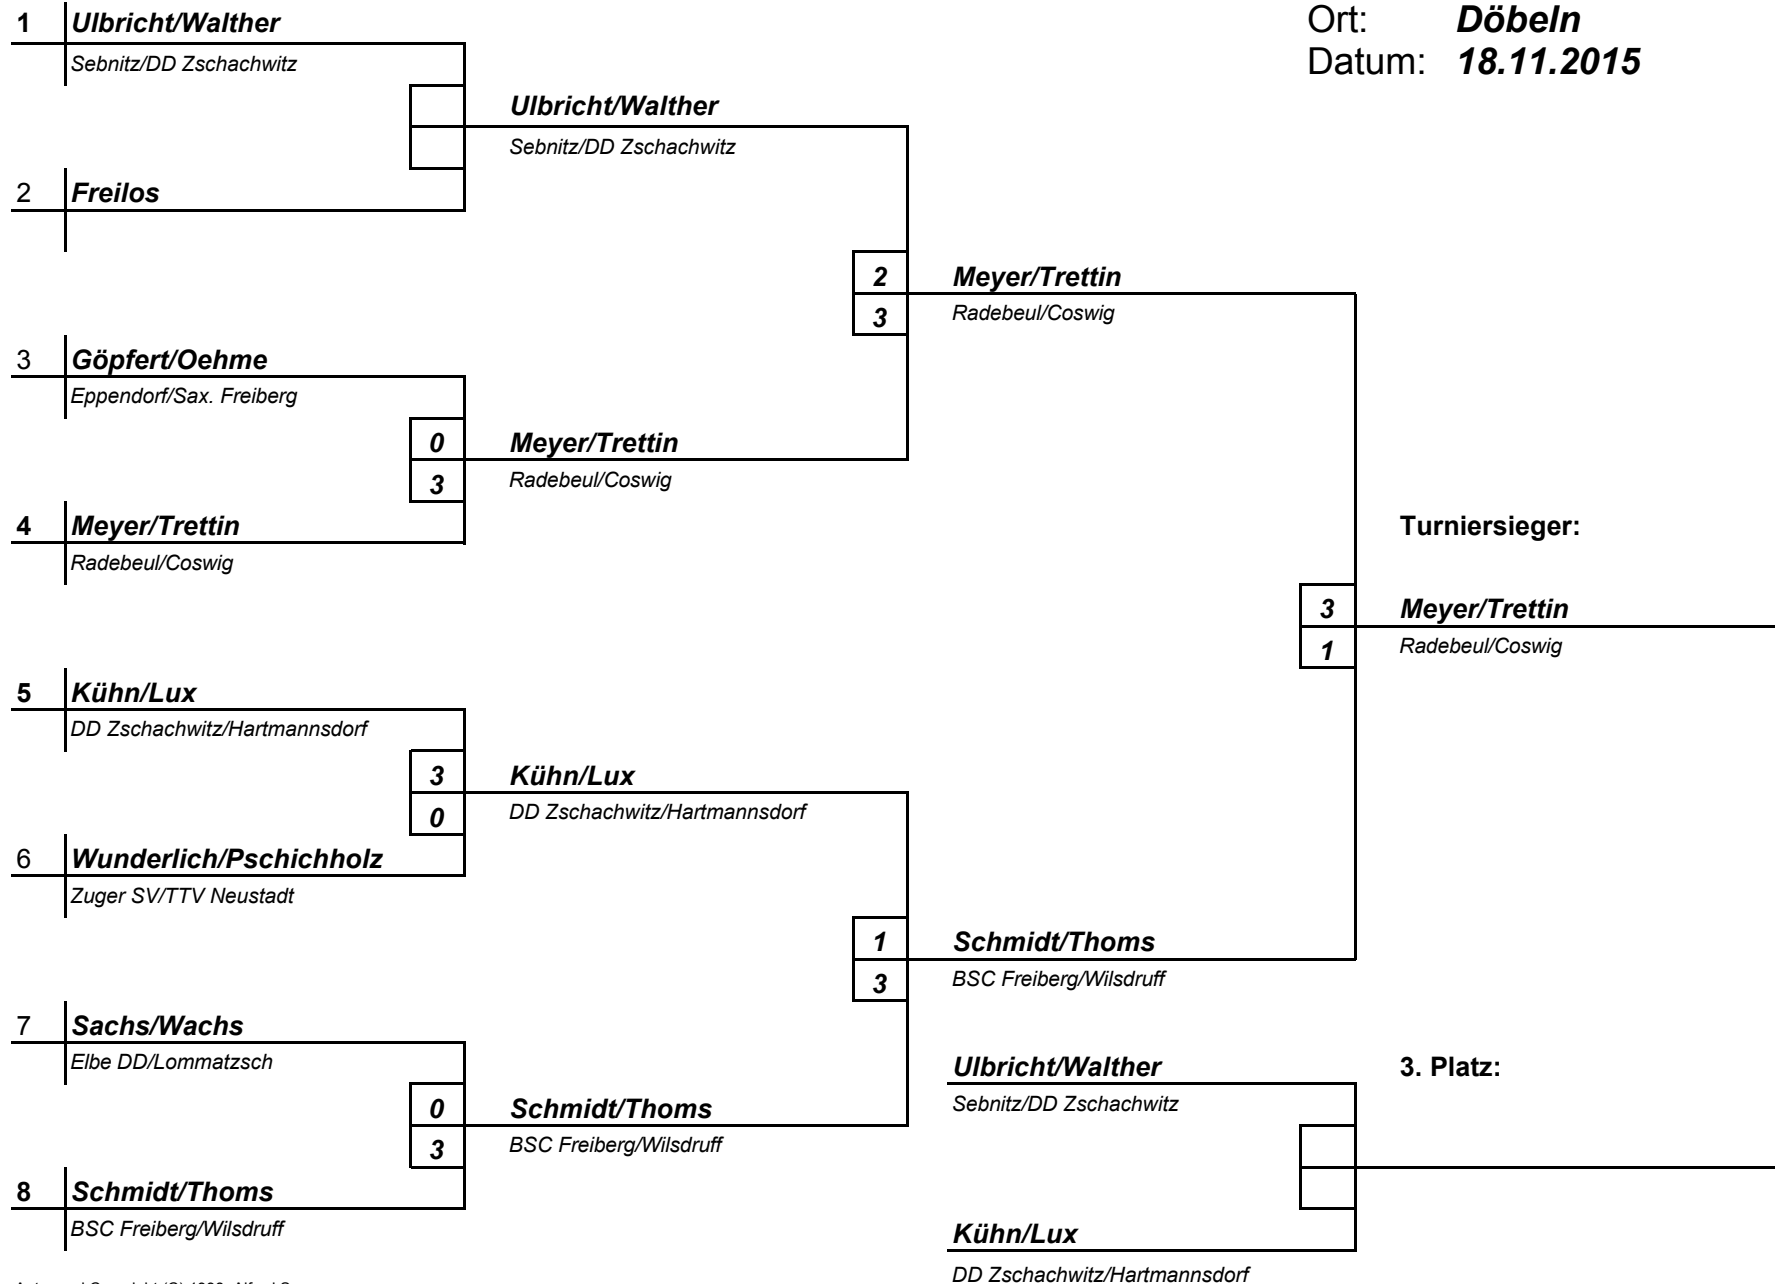 Ort: Döbeln
Datum: 18.11.2015
1 Ulbricht/Walther
Sebnitz/DD Zschachwitz
Ulbricht/Walther
Sebnitz/DD Zschachwitz
2 Freilos
2 Meyer/Trettin
3 Radebeul/Coswig
3 Göpfert/Oehme
Eppendorf/Sax. Freiberg
0 Meyer/Trettin
3 Radebeul/Coswig
4 Meyer/Trettin
Radebeul/Coswig
Turniersieger:
3 Meyer/Trettin
1 Radebeul/Coswig
5 Kühn/Lux
DD Zschachwitz/Hartmannsdorf
3 Kühn/Lux
0 DD Zschachwitz/Hartmannsdorf
6 Wunderlich/Pschichholz
Zuger SV/TTV Neustadt
1 Schmidt/Thoms
3 BSC Freiberg/Wilsdruff
7 Sachs/Wachs
Elbe DD/Lommatzsch
0 Schmidt/Thoms
3 BSC Freiberg/Wilsdruff
8 Schmidt/Thoms
BSC Freiberg/Wilsdruff
Ulbricht/Walther
Sebnitz/DD Zschachwitz
3. Platz:
Kühn/Lux
DD Zschachwitz/Hartmannsdorf